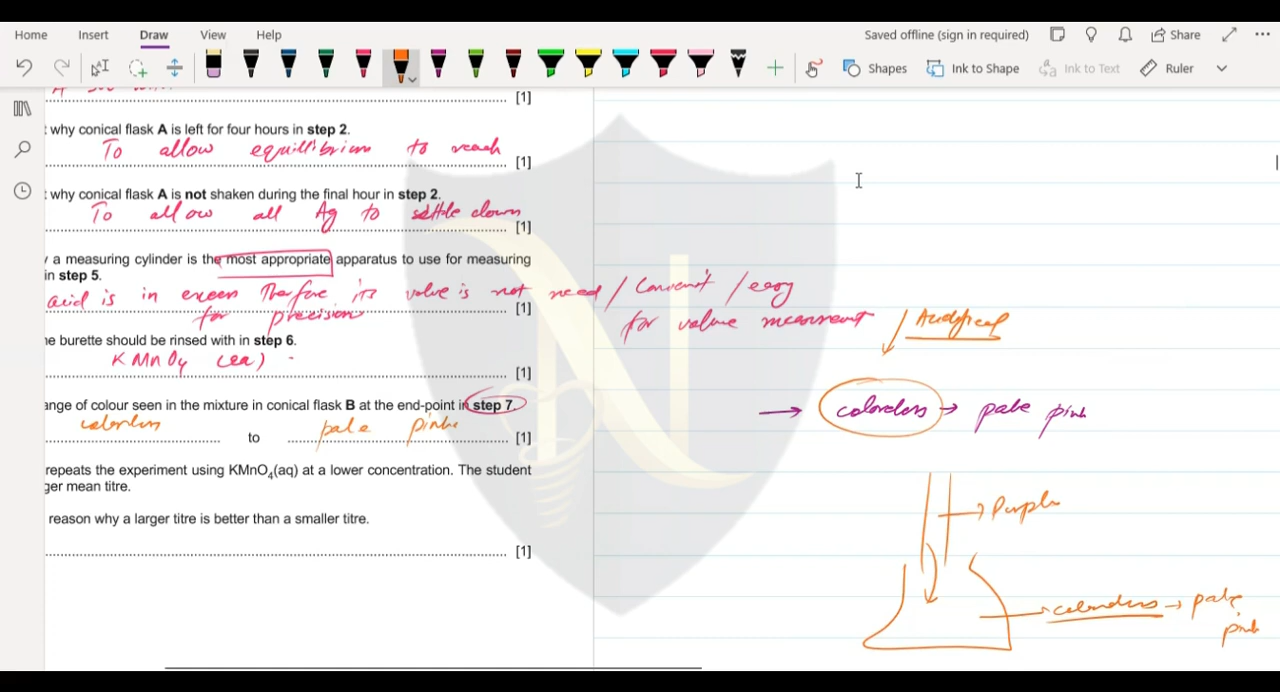 Home Insert Draw View Help Saved offline (sign in required) Share
Shapes Ink to Shape Ink to Text Ruler
[1]
why conical flask A is left for four hours in step 2.
To allow equillibrium to reach
[1]
why conical flask A is not shaken during the final hour in step 2.
To allow all Ag to settle down
[1]
a measuring cylinder is the most appropriate apparatus to use for measuring
in step 5.
acid is in excess Therfore its value is not need / / easy
for precision [1] for value / 
e burette should be rinsed with in step 6.
KMnO4 [1]
ange of colour seen in the mixture in conical flask B at the end-point in step 7.
colorless to pale pink [1]
→ colorless → pale pink
repeats the experiment using KMnO4(aq) at a lower concentration. The student
ger mean titre.
reason why a larger titre is better than a smaller titre.
[1]
→ Purple
colorless → pale
pink